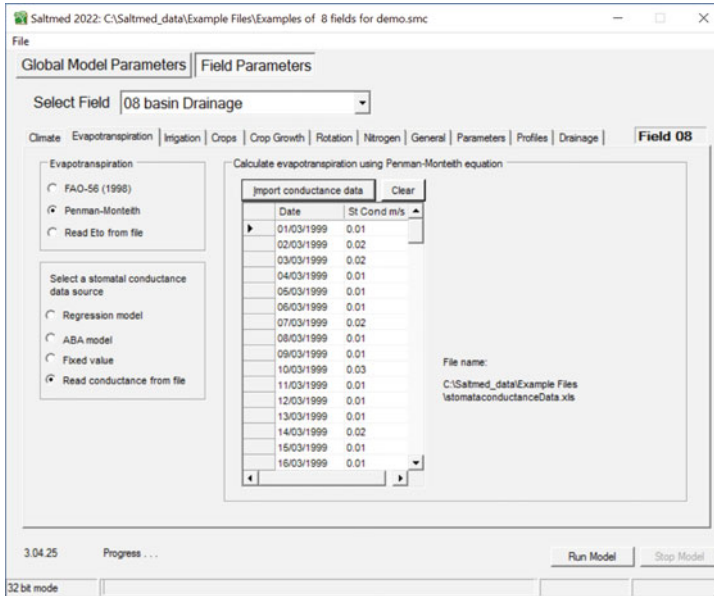 Saltmed 2022: C:\Saltmed_data\Example Files\Examples of 8 fields for demo.smc
File
Global Model Parameters Field Parameters
Select Field 08 basin Drainage
Climate Evapotranspiration Irrigation Crops Crop Growth Rotation Nitrogen General Parameters Profiles Drainage Field 08
Evapotranspiration
FAO-56 (1998)
Penman-Monteith
Read Eto from file
Select a stomatal conductance
data source
Regression model
ABA model
Fixed value
Read conductance from file
Calculate evapotranspiration using Penman-Monteith equation
Import conductance data Clear
Date St Cond m/s
01/03/1999 0.01
02/03/1999 0.02
03/03/1999 0.02
04/03/1999 0.01
05/03/1999 0.01
06/03/1999 0.01
07/03/1999 0.02
08/03/1999 0.01
09/03/1999 0.01
10/03/1999 0.03
11/03/1999 0.01
12/03/1999 0.01
13/03/1999 0.01
14/03/1999 0.02
15/03/1999 0.01
16/03/1999 0.01
File name:
C:\Saltmed_data\Example Files
\stomataconductanceData.xls
3.04.25 Progress . . .
Run Model Stop Model
32 bit mode